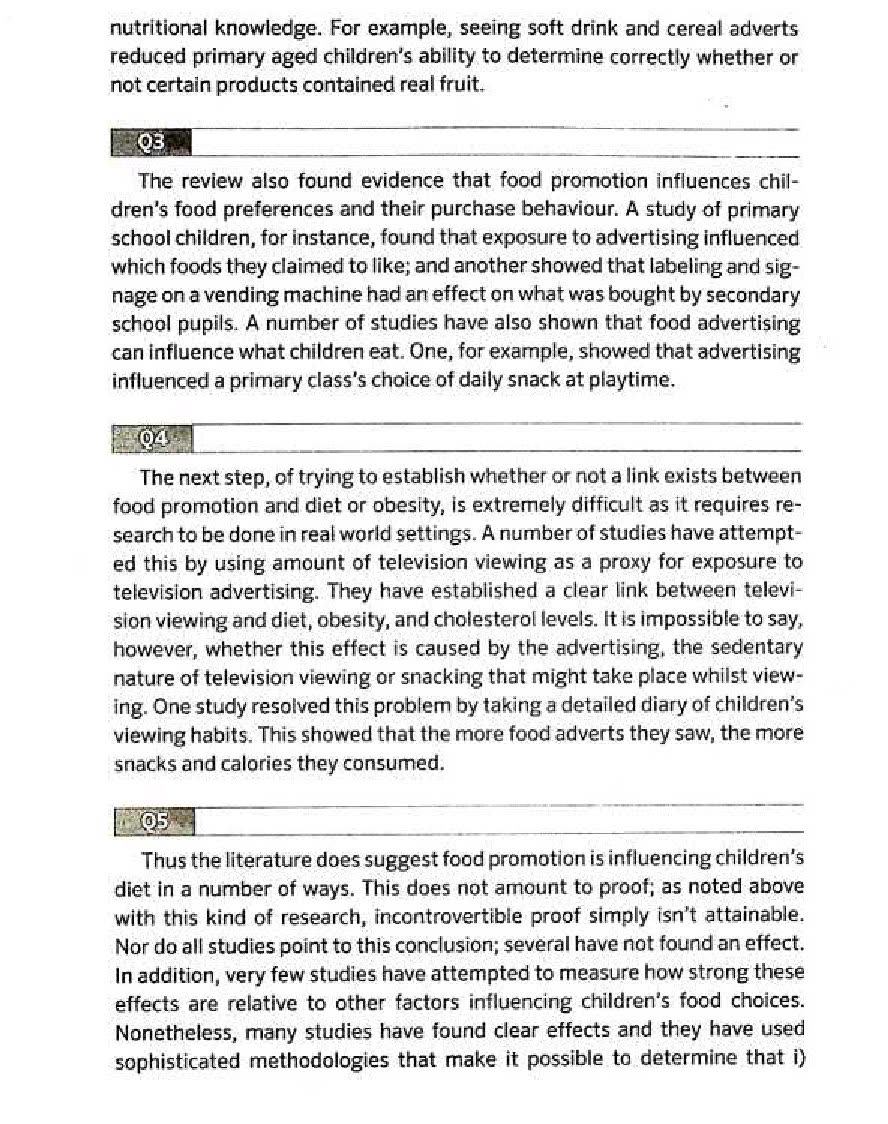 nutritional knowledge. For example, seeing soft drink and cereal adverts
reduced primary aged children's ability to determine correctly whether or
not certain products contained real fruit.
Q3
The review also found evidence that food promotion influences chil-
dren's food preferences and their purchase behaviour. A study of primary
school children, for instance, found that exposure to advertising influenced
which foods they claimed to like; and another showed that labeling and sig-
nage on a vending machine had an effect on what was bought by secondary
school pupils. A number of studies have also shown that food advertising
can influence what children eat. One, for example, showed that advertising
influenced a primary class's choice of daily snack at playtime.
Q4
The next step, of trying to establish whether or not a link exists between
food promotion and diet or obesity, is extremely difficult as it requires re-
search to be done in real world settings. A number of studies have attempt-
ed this by using amount of television viewing as a proxy for exposure to
television advertising. They have established a clear link between televi-
sion viewing and diet, obesity, and cholesterol levels. It is impossible to say,
however, whether this effect is caused by the advertising, the sedentary
nature of television viewing or snacking that might take place whilst view-
ing. One study resolved this problem by taking a detailed diary of children's
viewing habits. This showed that the more food adverts they saw, the more
snacks and calories they consumed.
Q5
Thus the literature does suggest food promotion is influencing children's
diet in a number of ways. This does not amount to proof; as noted above
with this kind of research, incontrovertible proof simply isn't attainable.
Nor do all studies point to this conclusion; several have not found an effect.
In addition, very few studies have attempted to measure how strong these
effects are relative to other factors influencing children's food choices.
Nonetheless, many studies have found clear effects and they have used
sophisticated methodologies that make it possible to determine that i)